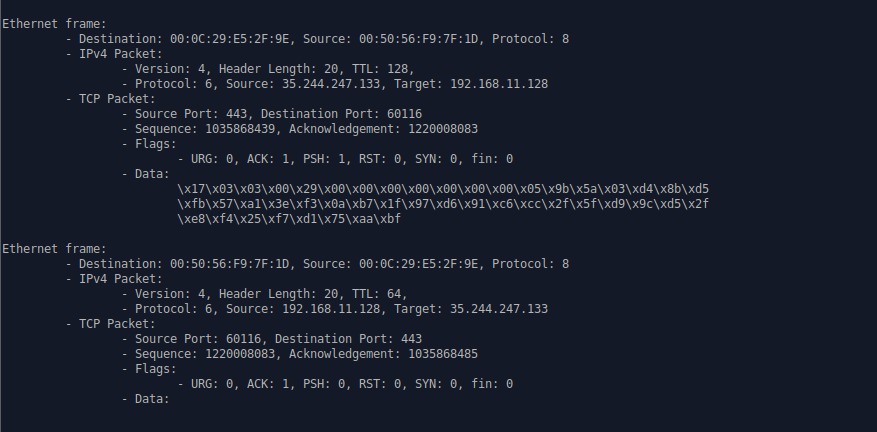 Ethernet frame:
- Destination: 00:0C:29:E5:2F:9E, Source: 00:50:56:F9:7F:1D, Protocol: 8
- IPv4 Packet:
- Version: 4, Header Length: 20, TTL: 128,
- Protocol: 6, Source: 35.244.247.133, Target: 192.168.11.128
- TCP Packet:
- Source Port: 443, Destination Port: 60116
- Sequence: 1035868439, Acknowledgement: 1220008083
- Flags:
- URG: 0, ACK: 1, PSH: 1, RST: 0, SYN: 0, fin: 0
- Data:
\x17\x03\x03\x00\x29\x00\x00\x00\x00\x00\x00\x00\x05\x9b\x5a\x03\xd4\x8b\xd5
\xfb\x57\xa1\x3e\xf3\x0a\xb7\x1f\x97\xd6\x91\xc6\xcc\x2f\x5f\xd9\x9c\xd5\x2f
\xe8\xf4\x25\xf7\xd1\x75\xaa\xbf
Ethernet frame:
- Destination: 00:50:56:F9:7F:1D, Source: 00:0C:29:E5:2F:9E, Protocol: 8
- IPv4 Packet:
- Version: 4, Header Length: 20, TTL: 64,
- Protocol: 6, Source: 192.168.11.128, Target: 35.244.247.133
- TCP Packet:
- Source Port: 60116, Destination Port: 443
- Sequence: 1220008083, Acknowledgement: 1035868485
- Flags:
- URG: 0, ACK: 1, PSH: 0, RST: 0, SYN: 0, fin: 0
- Data: